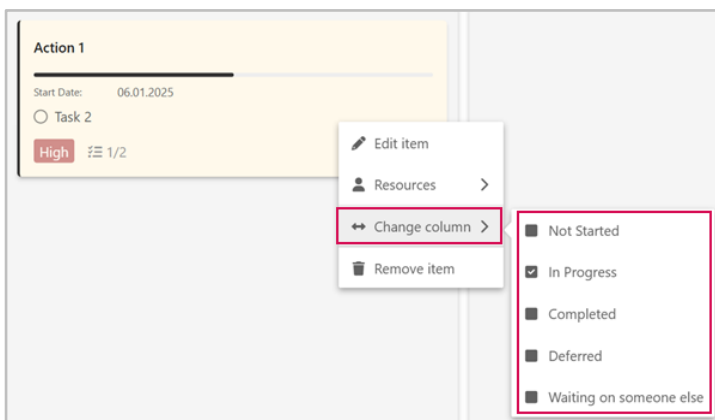 Action 1
Start Date: 06.01.2025
Task 2
High 1/2
Edit item
Resources
Change column
Remove item
Not Started
In Progress
Completed
Deferred
Waiting on someone else